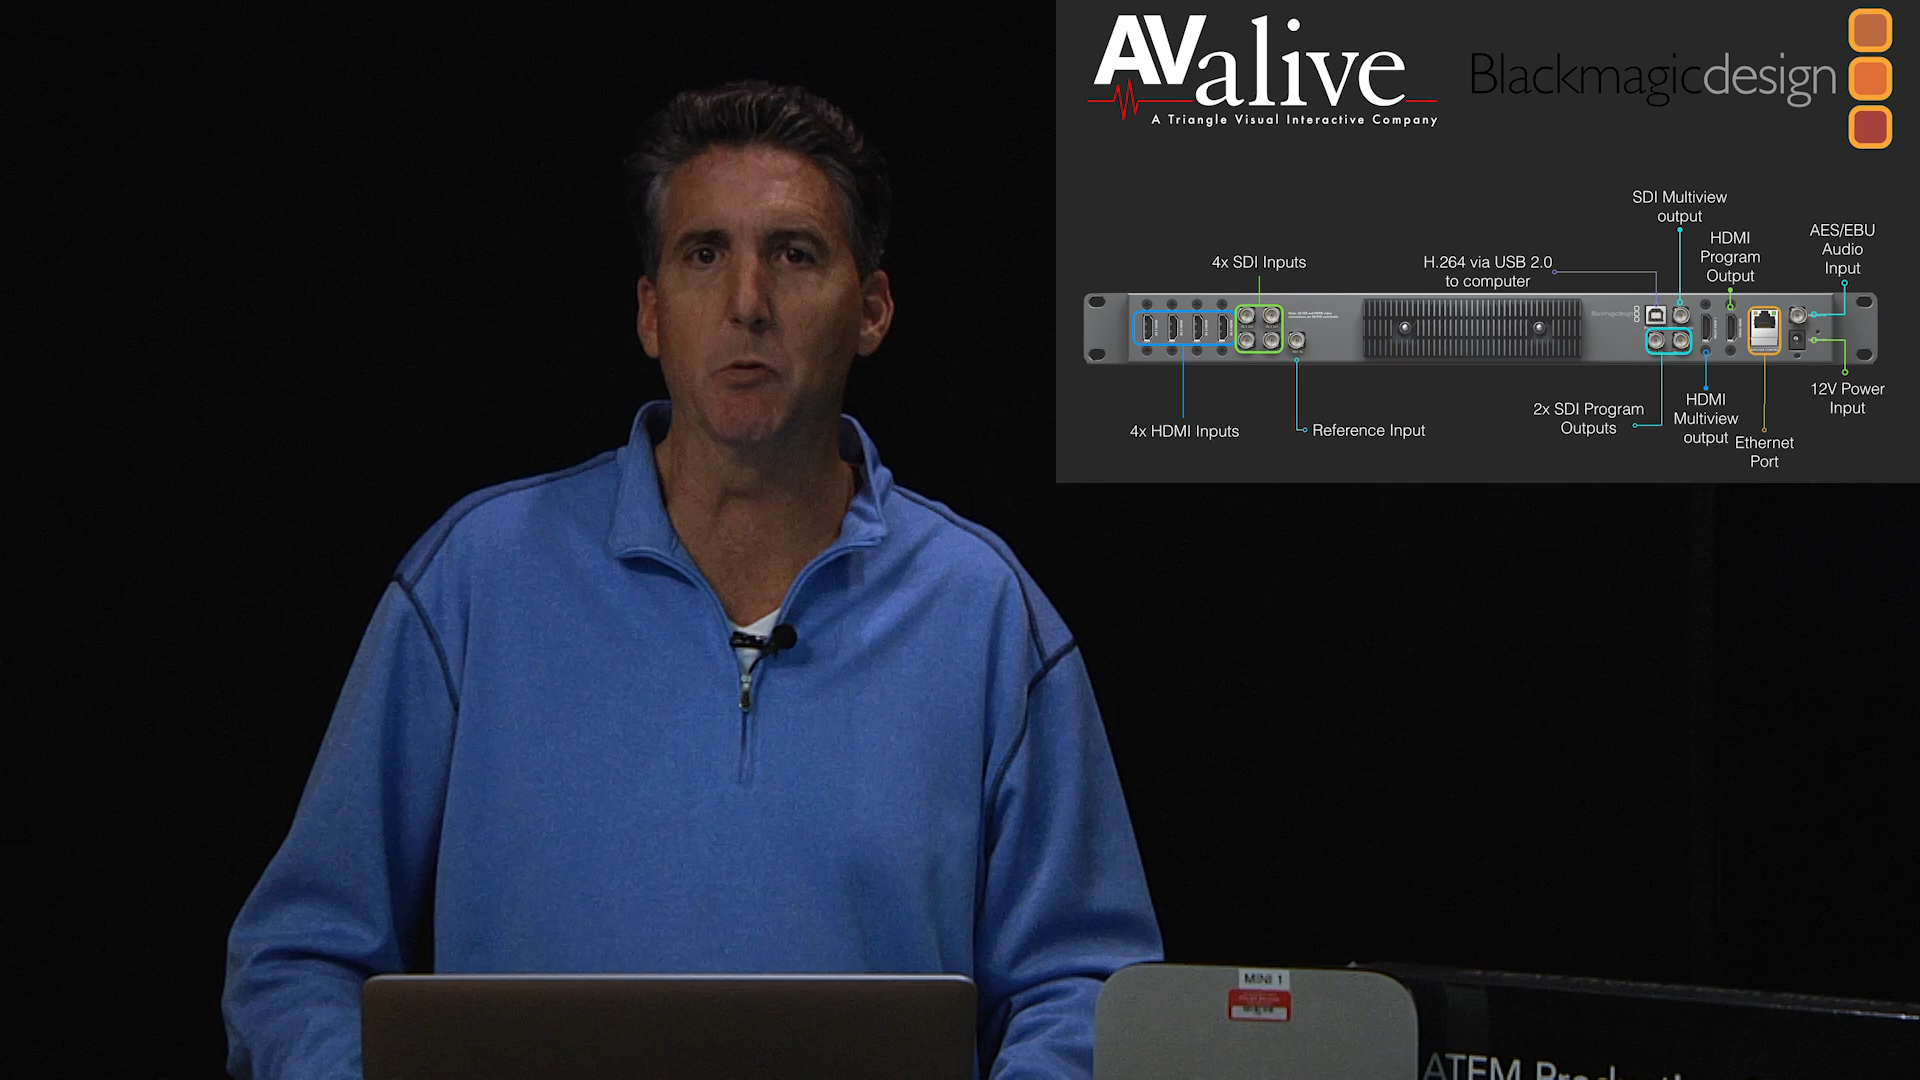 AValive
A Triangle Visual Interactive Company
Blackmagicdesign
SDI Multiview
output
HDMI
Program
Output
AES/EBU
Audio
Input
4x SDI Inputs
H.264 via USB 2.0
to computer
Blackmagicdesign
4x HDMI Inputs
Reference Input
2x SDI Program
Outputs
HDMI
Multiview
output
Ethernet
Port
12V Power
Input
MINI 1
ATEM